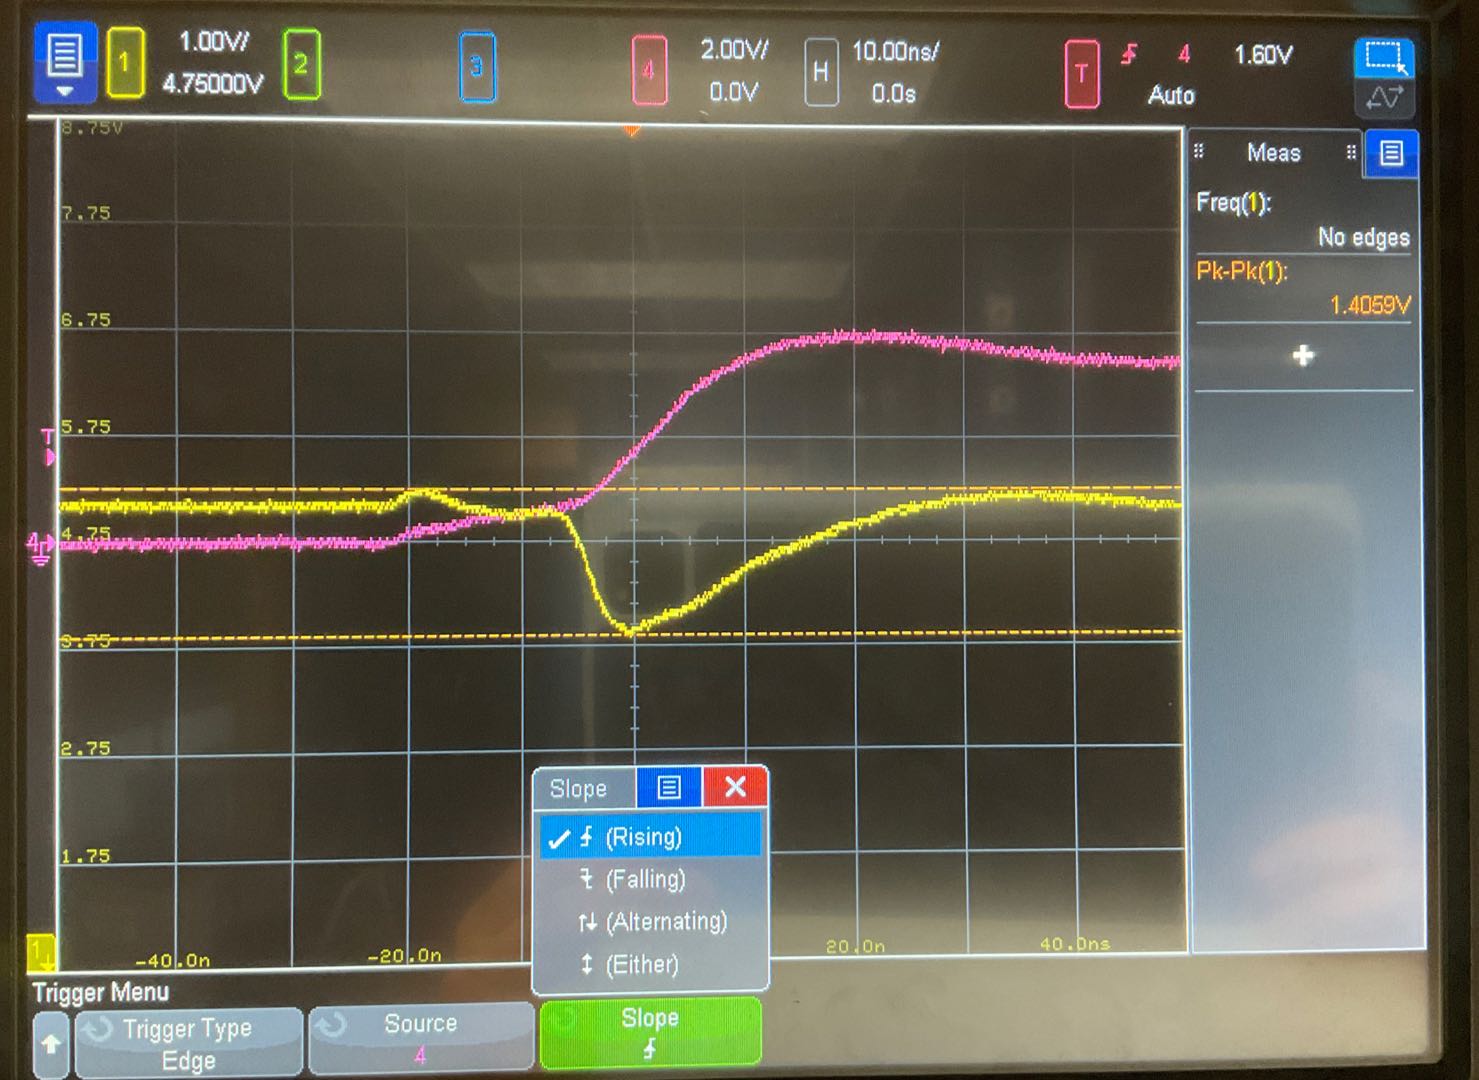 1
1.00V/
4.75000V
2
3
4
2.00V/
0.0V
H
10.00ns/
0.0s
T
4
1.60V
Auto
8.75V
7.75
6.75
5.75
4.75
3.75
2.75
1.75
T
4
1
-40.0n
-20.0n
20.0n
40.0ns
Meas
Freq(1):
No edges
Pk-Pk(1):
1.4059V
+
Slope
(Rising)
(Falling)
(Alternating)
(Either)
Trigger Menu
Trigger Type
Edge
Source
4
Slope